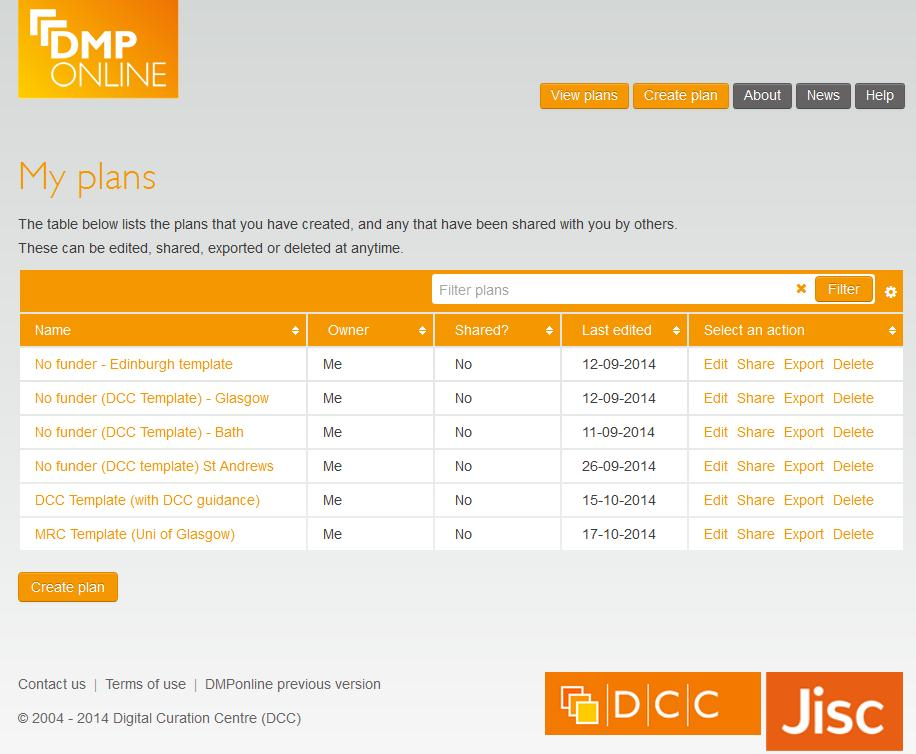 DMP
ONLINE
View plans Create plan About News Help
My plans
The table below lists the plans that you have created, and any that have been shared with you by others.
These can be edited, shared, exported or deleted at anytime.
Filter plans Filter
Name Owner Shared? Last edited Select an action
No funder - Edinburgh template Me No 12-09-2014 Edit Share Export Delete
No funder (DCC Template) - Glasgow Me No 12-09-2014 Edit Share Export Delete
No funder (DCC Template) - Bath Me No 11-09-2014 Edit Share Export Delete
No funder (DCC template) St Andrews Me No 26-09-2014 Edit Share Export Delete
DCC Template (with DCC guidance) Me No 15-10-2014 Edit Share Export Delete
MRC Template (Uni of Glasgow) Me No 17-10-2014 Edit Share Export Delete
Create plan
Contact us | Terms of use | DMPonline previous version
© 2004 - 2014 Digital Curation Centre (DCC)
D|C|C
Jisc